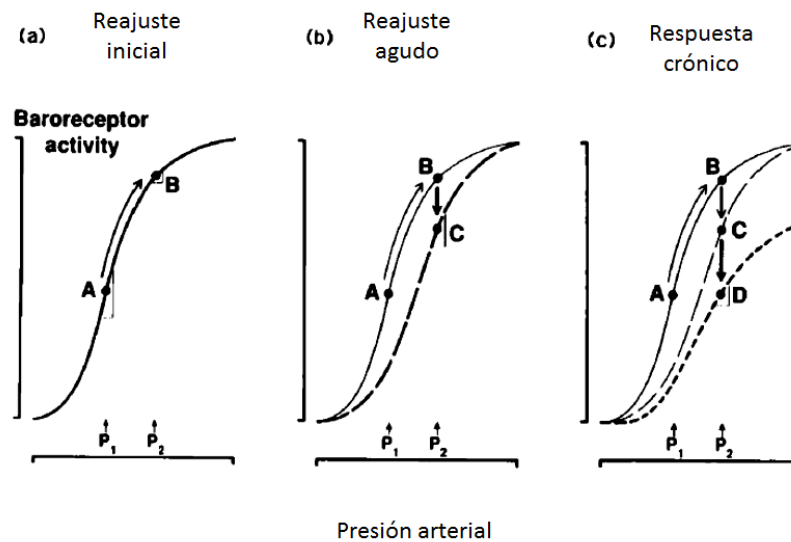 (a)
Reajuste
inicial
(b)
Reajuste
agudo
(c)
Respuesta
crónico
Baroreceptor
activity
B
A
P1
P2
B
C
A
P1
P2
B
C
A
D
P1
P2
Presión arterial